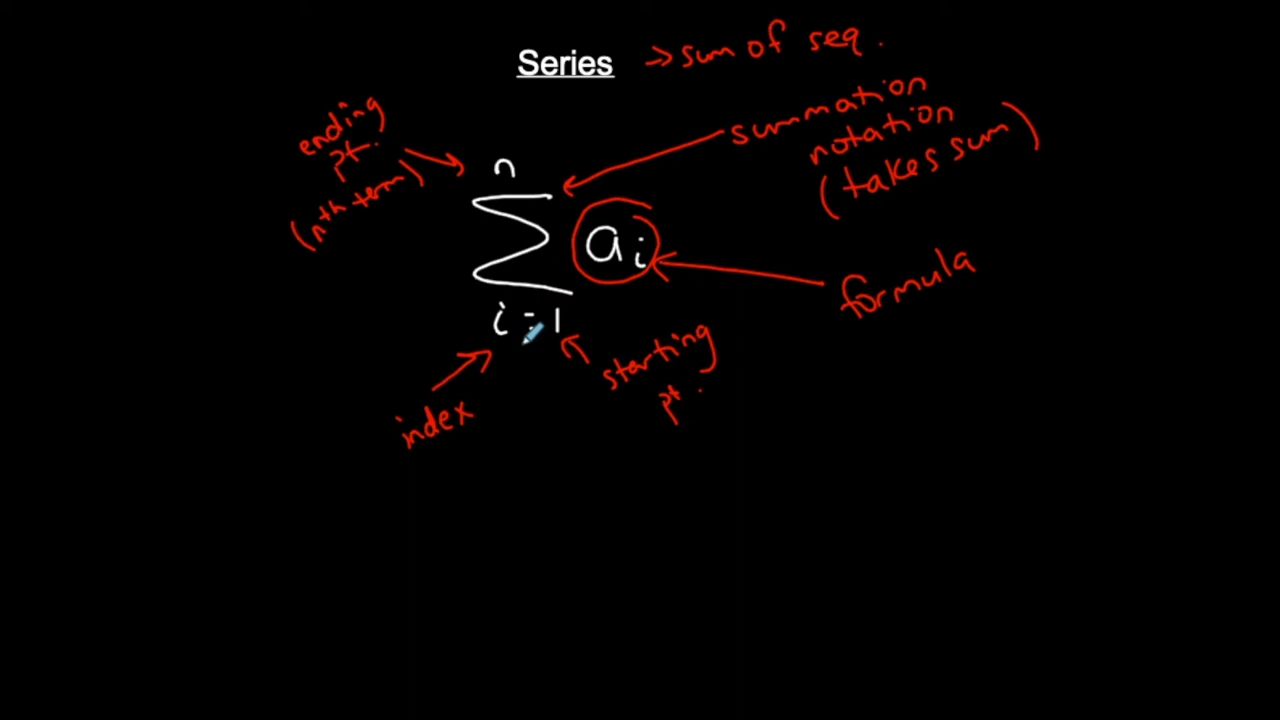 Series → sum of seq.
ending
pt.
(nth term)
summation
notation
(takes sum)
n
∑ ai
i = 1
formula
starting
pt.
index